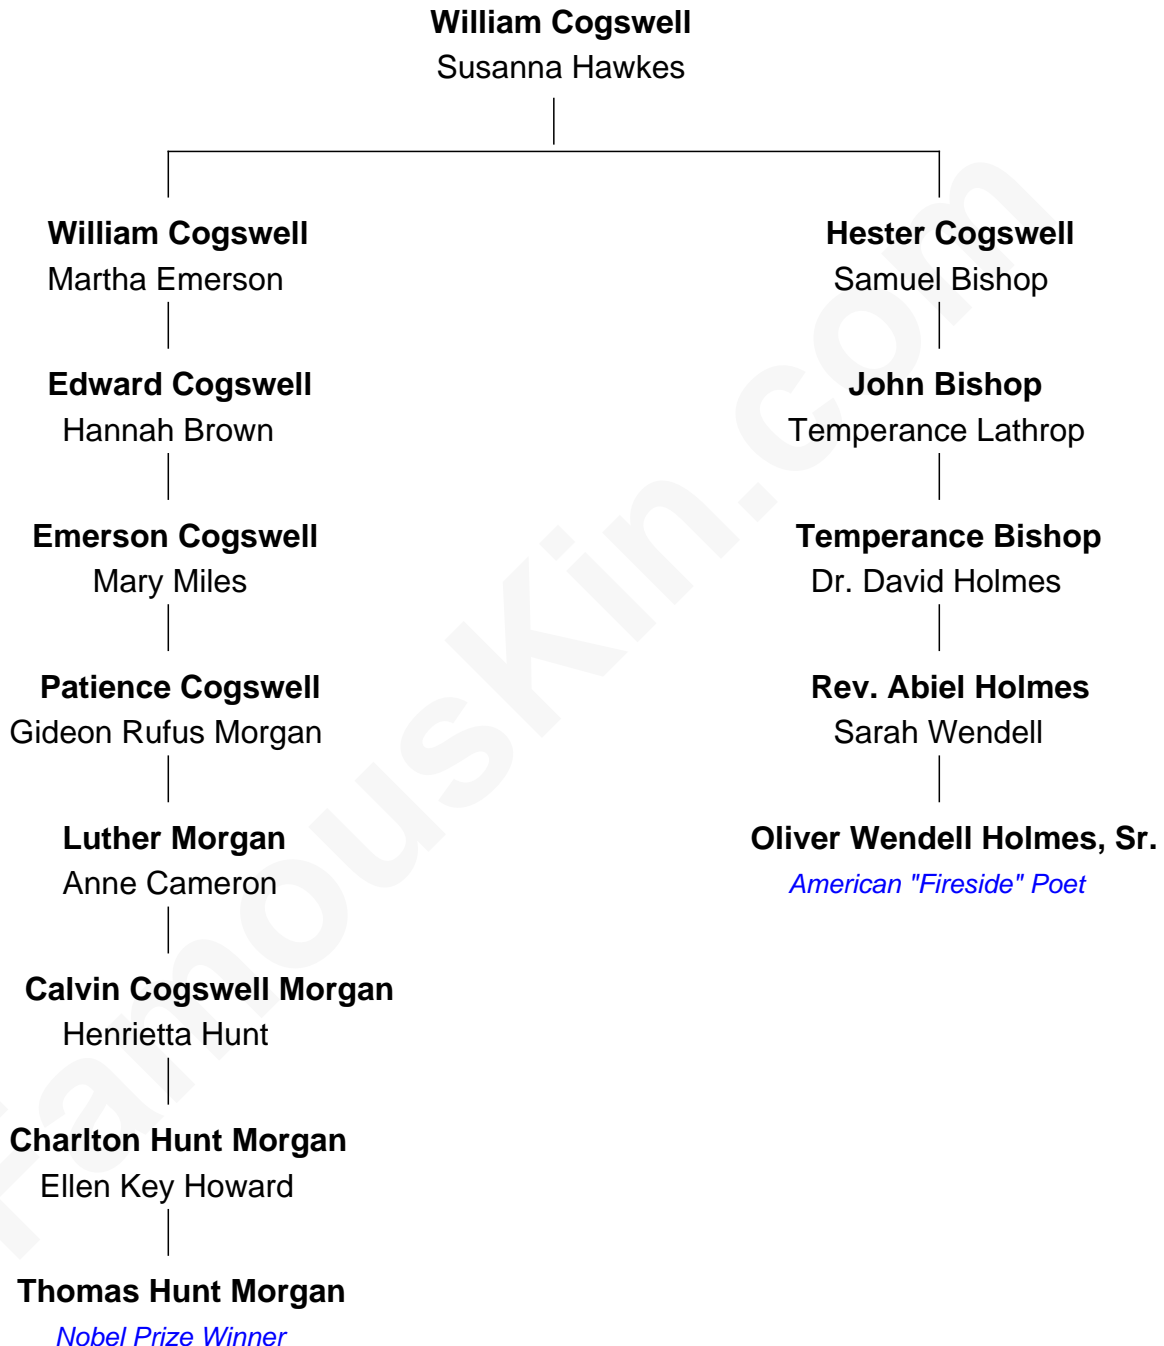 William Cogswell
Susanna Hawkes
William Cogswell
Martha Emerson
Edward Cogswell
Hannah Brown
Emerson Cogswell
Mary Miles
Patience Cogswell
Gideon Rufus Morgan
Luther Morgan
Anne Cameron
Calvin Cogswell Morgan
Henrietta Hunt
Charlton Hunt Morgan
Ellen Key Howard
Thomas Hunt Morgan
Nobel Prize Winner
Hester Cogswell
Samuel Bishop
John Bishop
Temperance Lathrop
Temperance Bishop
Dr. David Holmes
Rev. Abiel Holmes
Sarah Wendell
Oliver Wendell Holmes, Sr.
American "Fireside" Poet
FamousKin.com